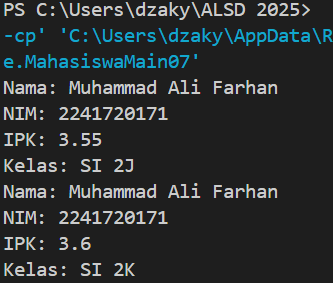 PS C:\Users\dzaky\ALSD 2025>
-cp' 'C:\Users\dzaky\AppData\R
e.MahasiswaMain07'
Nama: Muhammad Ali Farhan
NIM: 2241720171
IPK: 3.55
Kelas: SI 2J
Nama: Muhammad Ali Farhan
NIM: 2241720171
IPK: 3.6
Kelas: SI 2K